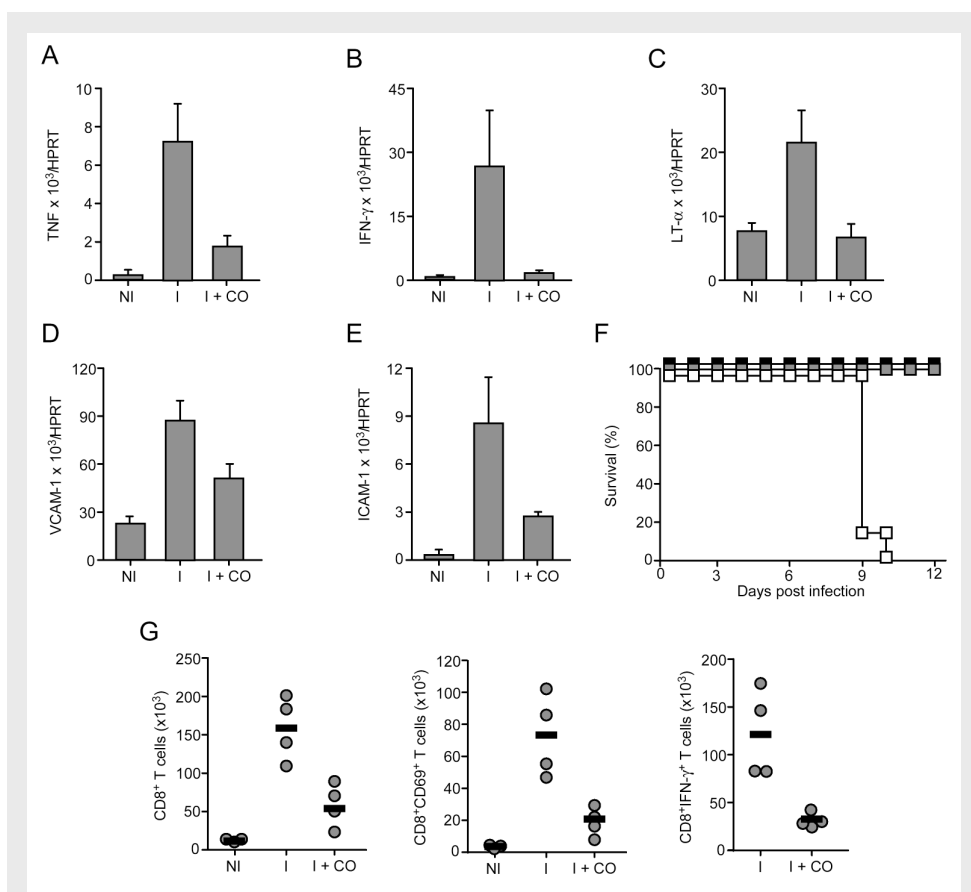 A
TNF x 10³/HPRT
10
8
6
4
2
0
NI I I + CO
B
IFN-γ x 10³/HPRT
45
30
15
0
NI I I + CO
C
LT-α x 10³/HPRT
30
20
10
0
NI I I + CO
D
VCAM-1 x 10³/HPRT
120
90
60
30
0
NI I I + CO
E
ICAM-1 x 10³/HPRT
12
9
6
3
0
NI I I + CO
F
Survival (%)
100
80
60
40
20
0
0 3 6 9 12
Days post infection
G
CD8⁺ T cells (x10³)
250
200
150
100
50
0
NI I I + CO
CD8⁺CD69⁺ T cells (x10³)
120
100
80
60
40
20
0
NI I I + CO
CD8⁺IFN-γ⁺ T cells (x10³)
200
150
100
50
0
I I + CO